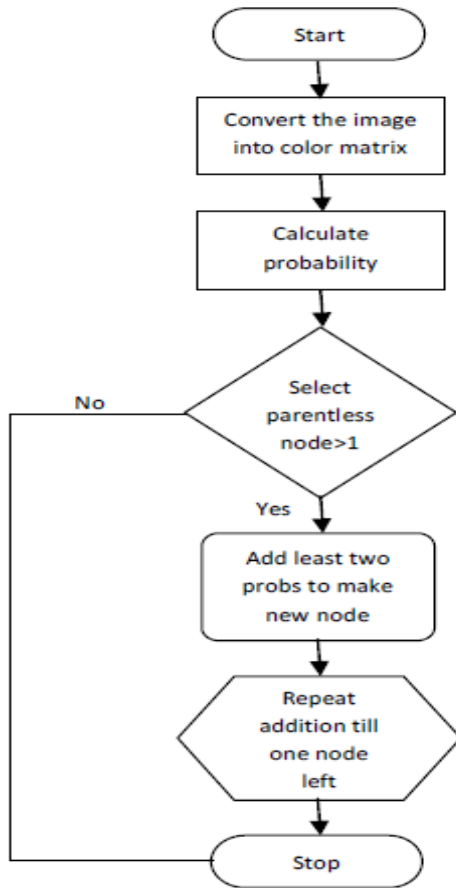 Start
Convert the image
into color matrix
Calculate
probability
Select
parentless
node>1
No
Yes
Add least two
probs to make
new node
Repeat
addition till
one node
left
Stop